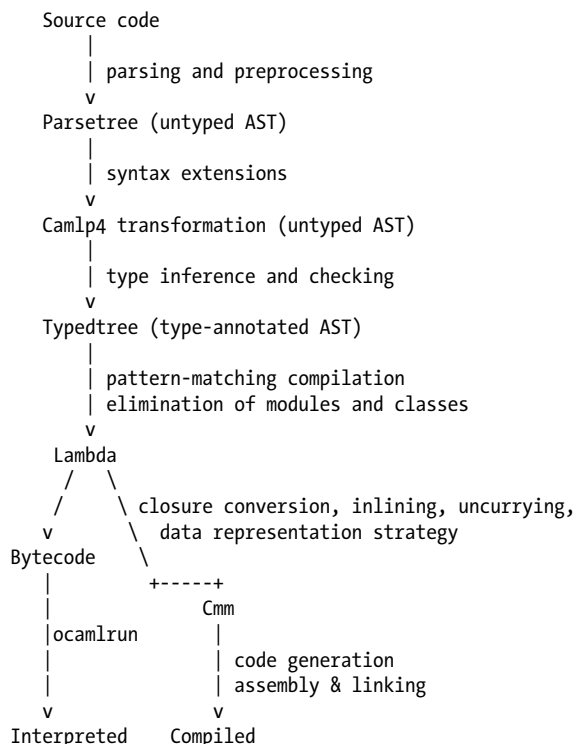 Source code
|
| parsing and preprocessing
v
Parsetree (untyped AST)
|
| syntax extensions
v
Camlp4 transformation (untyped AST)
|
| type inference and checking
v
Typedtree (type-annotated AST)
|
| pattern-matching compilation
| elimination of modules and classes
v
Lambda
/ \
/ \ closure conversion, inlining, uncurrying,
v \ data representation strategy
Bytecode \
| +-----+
| Cmm
|ocamlrun |
| | code generation
| | assembly & linking
v v
Interpreted Compiled